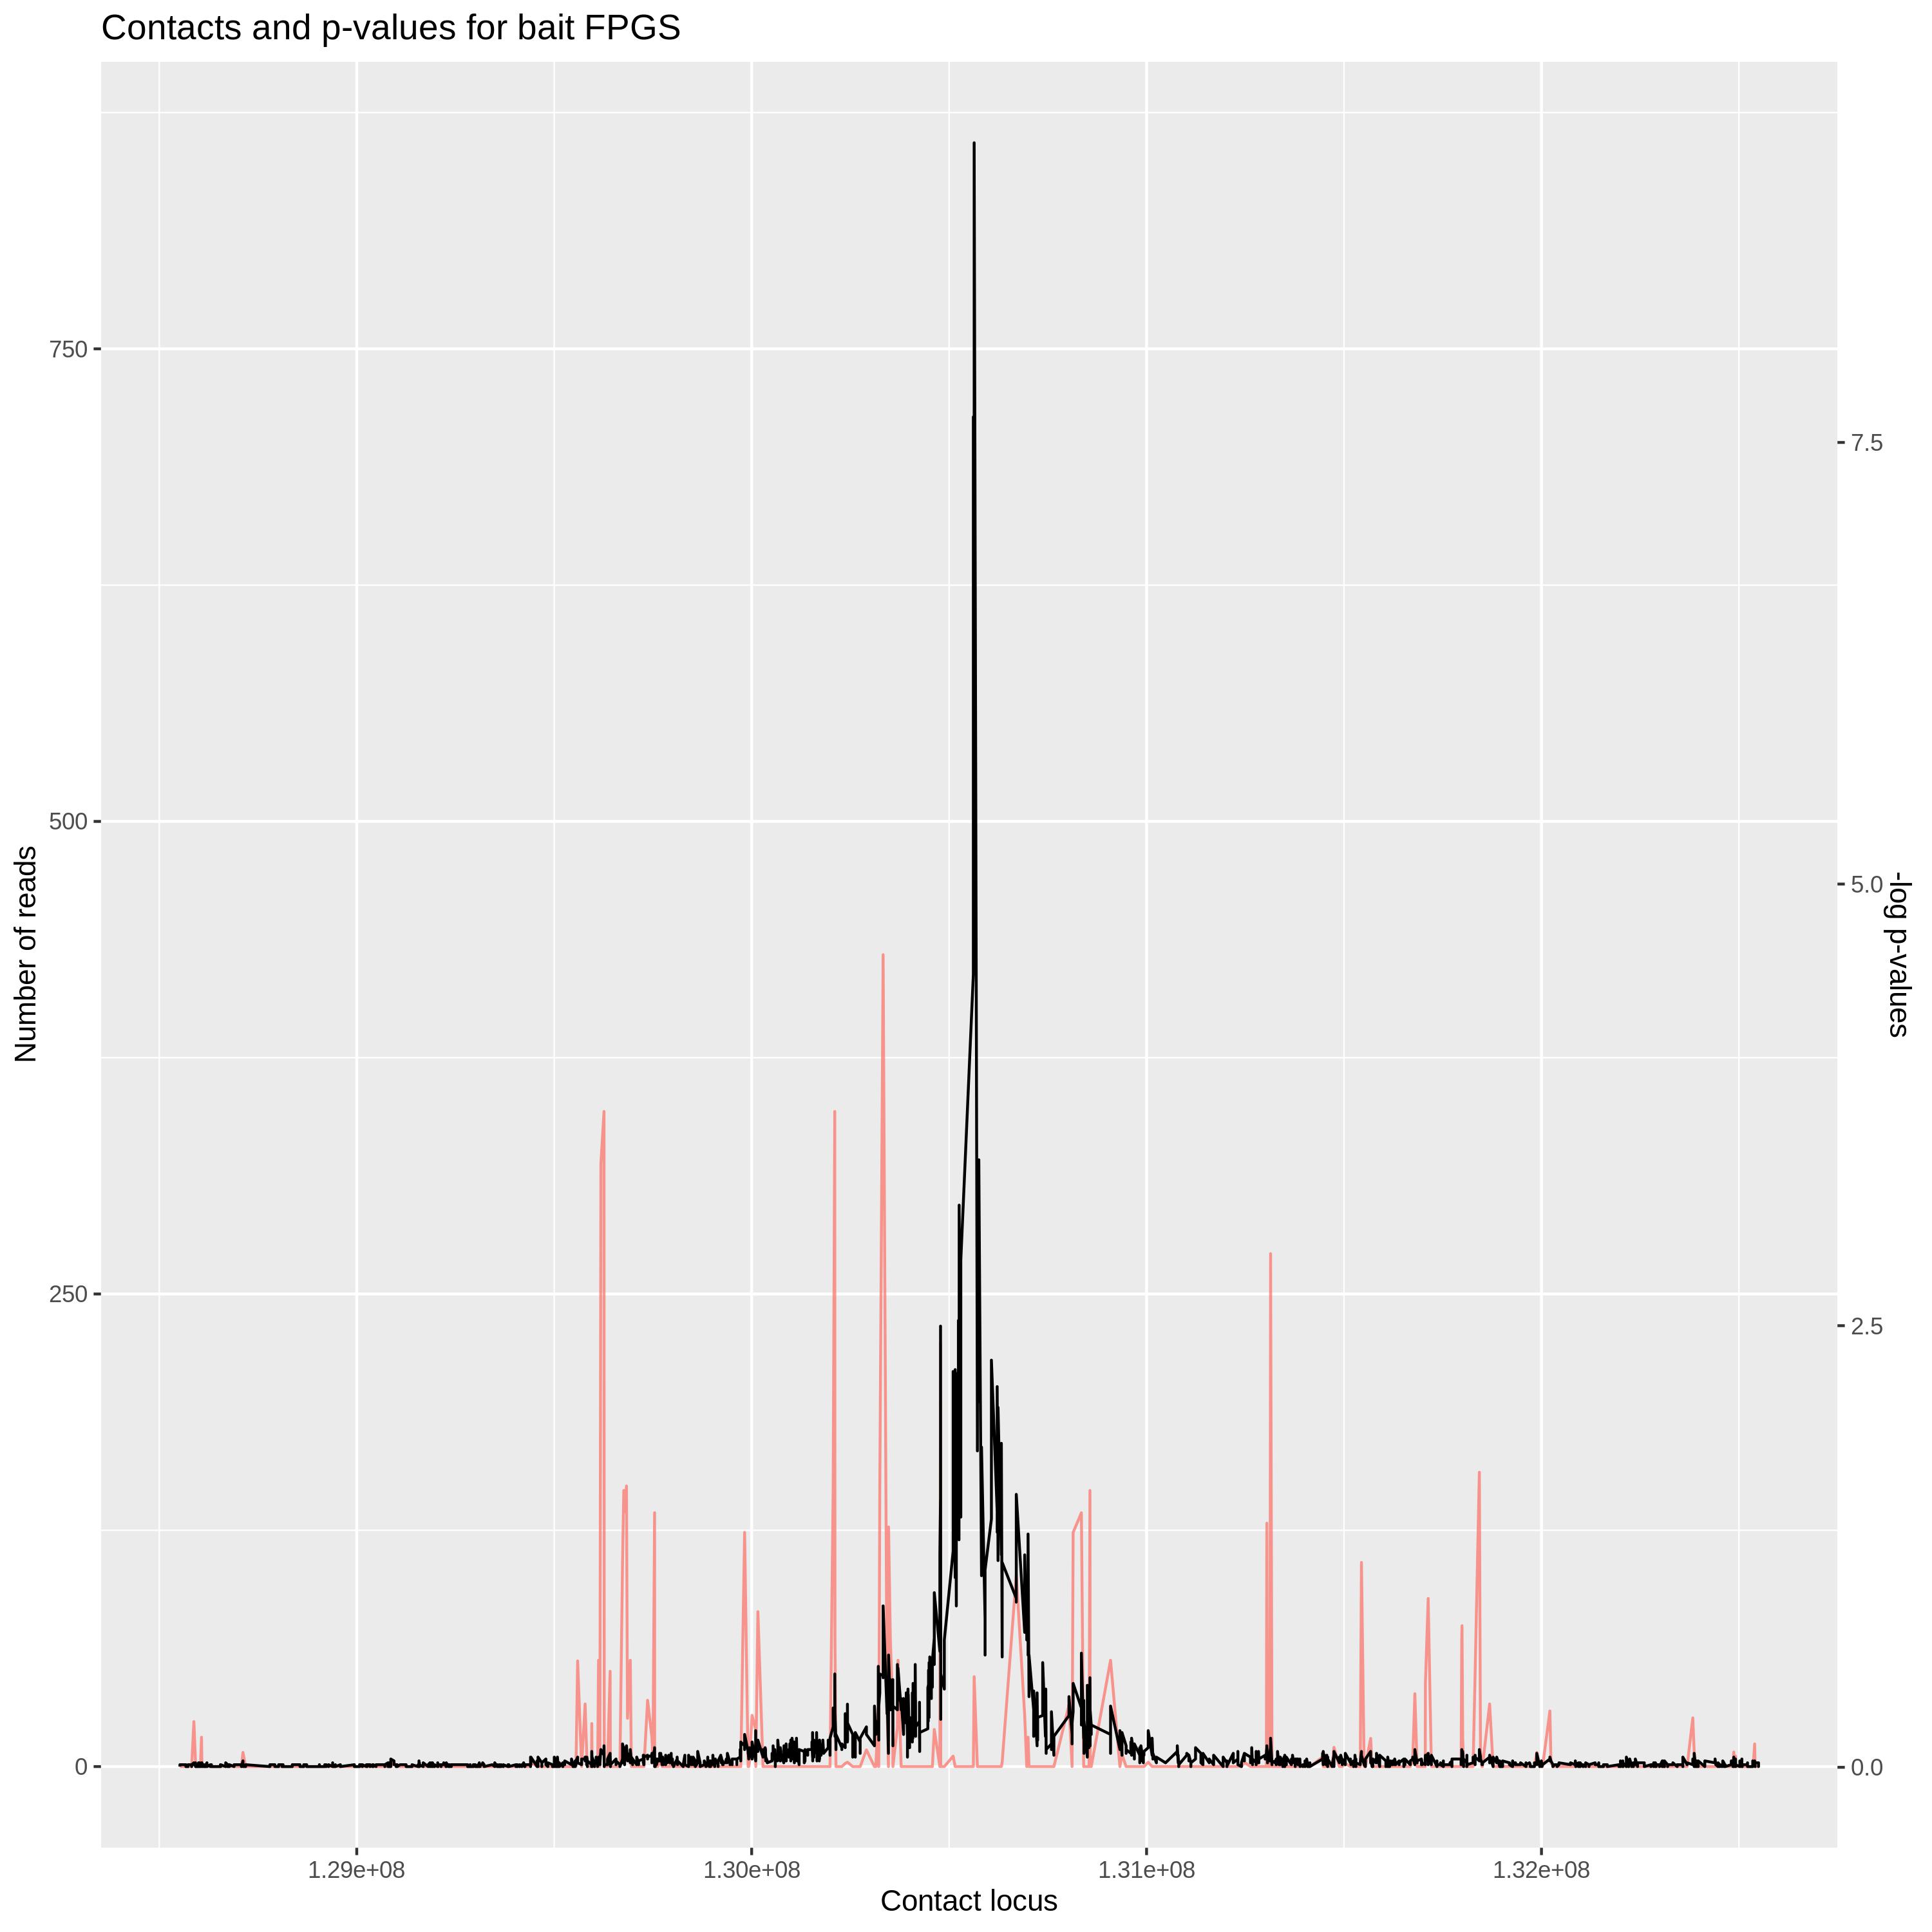 Contacts and p-values for bait FPGS
Number of reads
750
500
250
0
7.5
5.0
2.5
0.0
-log p-values
1.29e+08
1.30e+08
1.31e+08
1.32e+08
Contact locus